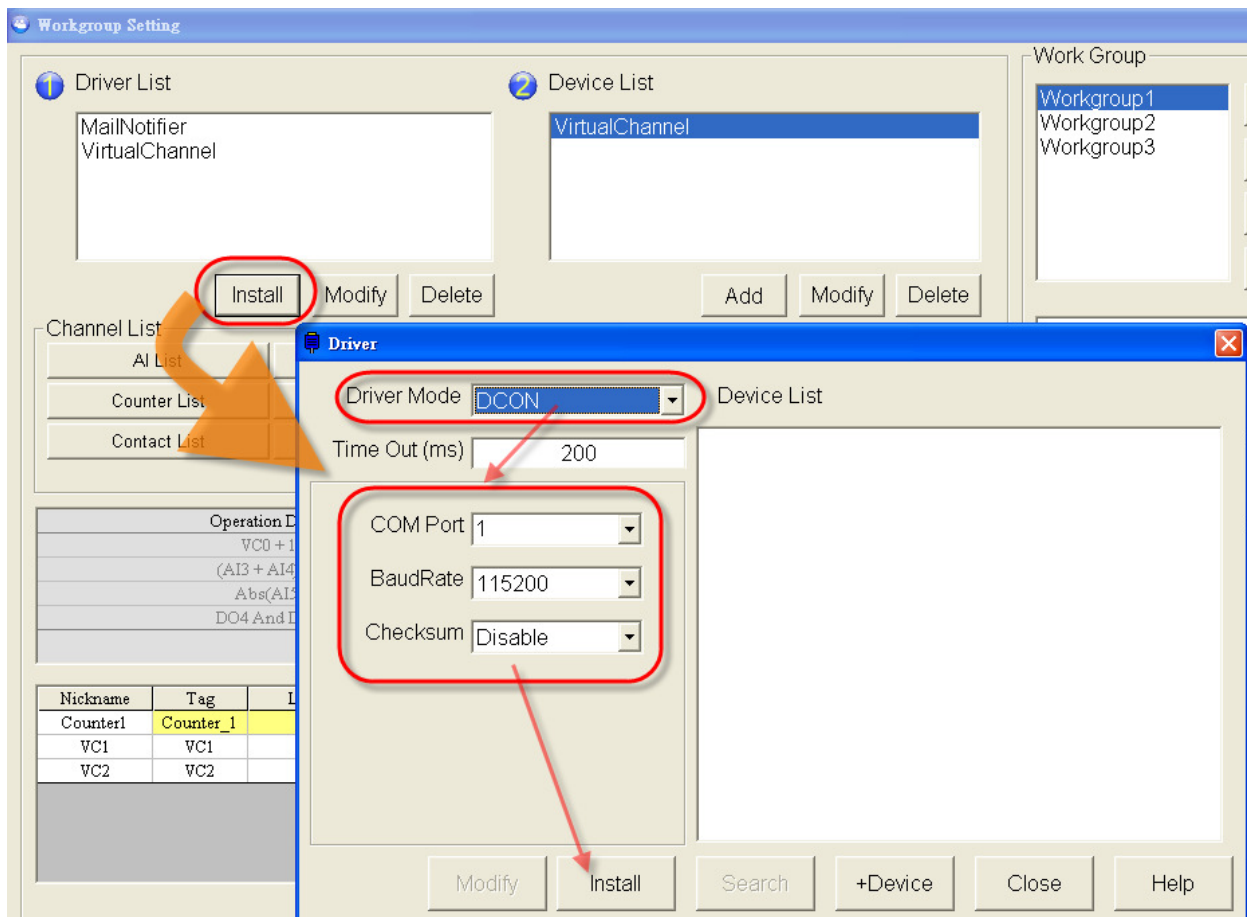 Workgroup Setting
1 Driver List
MailNotifier
VirtualChannel
Install Modify Delete
2 Device List
VirtualChannel
Add Modify Delete
Work Group
Workgroup1
Workgroup2
Workgroup3
Channel List
AI List
Counter List
Contact List
Operation D
VC0 + 1
(AI3 + AI4)
Abs(AI5
DO4 And D
Nickname Tag L
Counter1 Counter_1
VC1 VC1
VC2 VC2
Driver
Driver Mode DCON
Time Out (ms) 200
COM Port 1
BaudRate 115200
Checksum Disable
Device List
Modify Install Search +Device Close Help